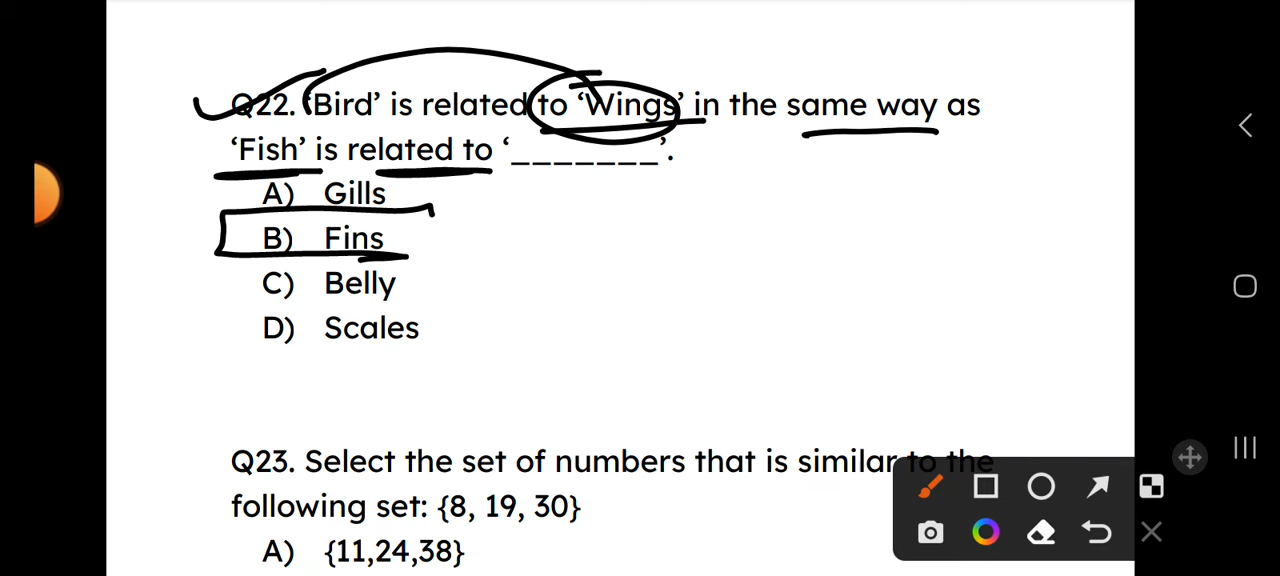 Q22. ‘Bird’ is related to ‘Wings’ in the same way as
‘Fish’ is related to ‘_______’.
A) Gills
B) Fins
C) Belly
D) Scales
Q23. Select the set of numbers that is similar to the
following set: {8, 19, 30}
A) {11,24,38}